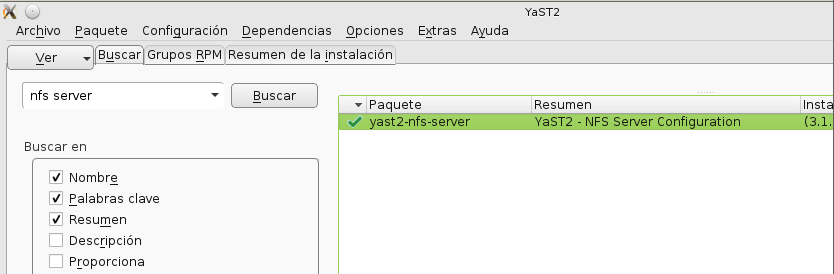 YaST2
Archivo Paquete Configuración Dependencias Opciones Extras Ayuda
Ver Buscar Grupos RPM Resumen de la instalación
nfs server Buscar
Paquete Resumen Insta
yast2-nfs-server YaST2 - NFS Server Configuration (3.1.
Buscar en
Nombre
Palabras clave
Resumen
Descripción
Proporciona